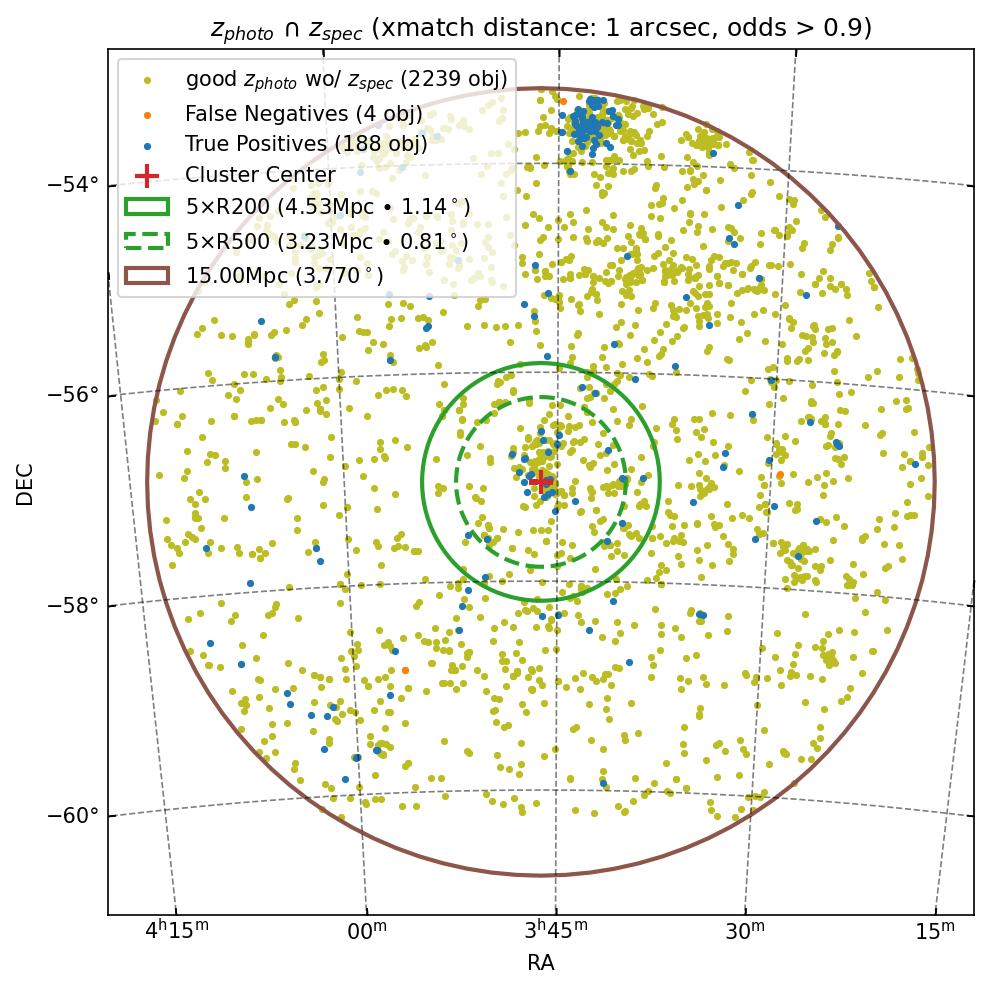 z_photo ∩ z_spec (xmatch distance: 1 arcsec, odds > 0.9)
good z_photo wo/ z_spec (2239 obj)
False Negatives (4 obj)
True Positives (188 obj)
Cluster Center
5×R200 (4.53Mpc • 1.14°)
5×R500 (3.23Mpc • 0.81°)
15.00Mpc (3.770°)
−54°
−56°
−58°
−60°
DEC
4ʰ15ᵐ 00ᵐ 3ʰ45ᵐ 30ᵐ 15ᵐ
RA